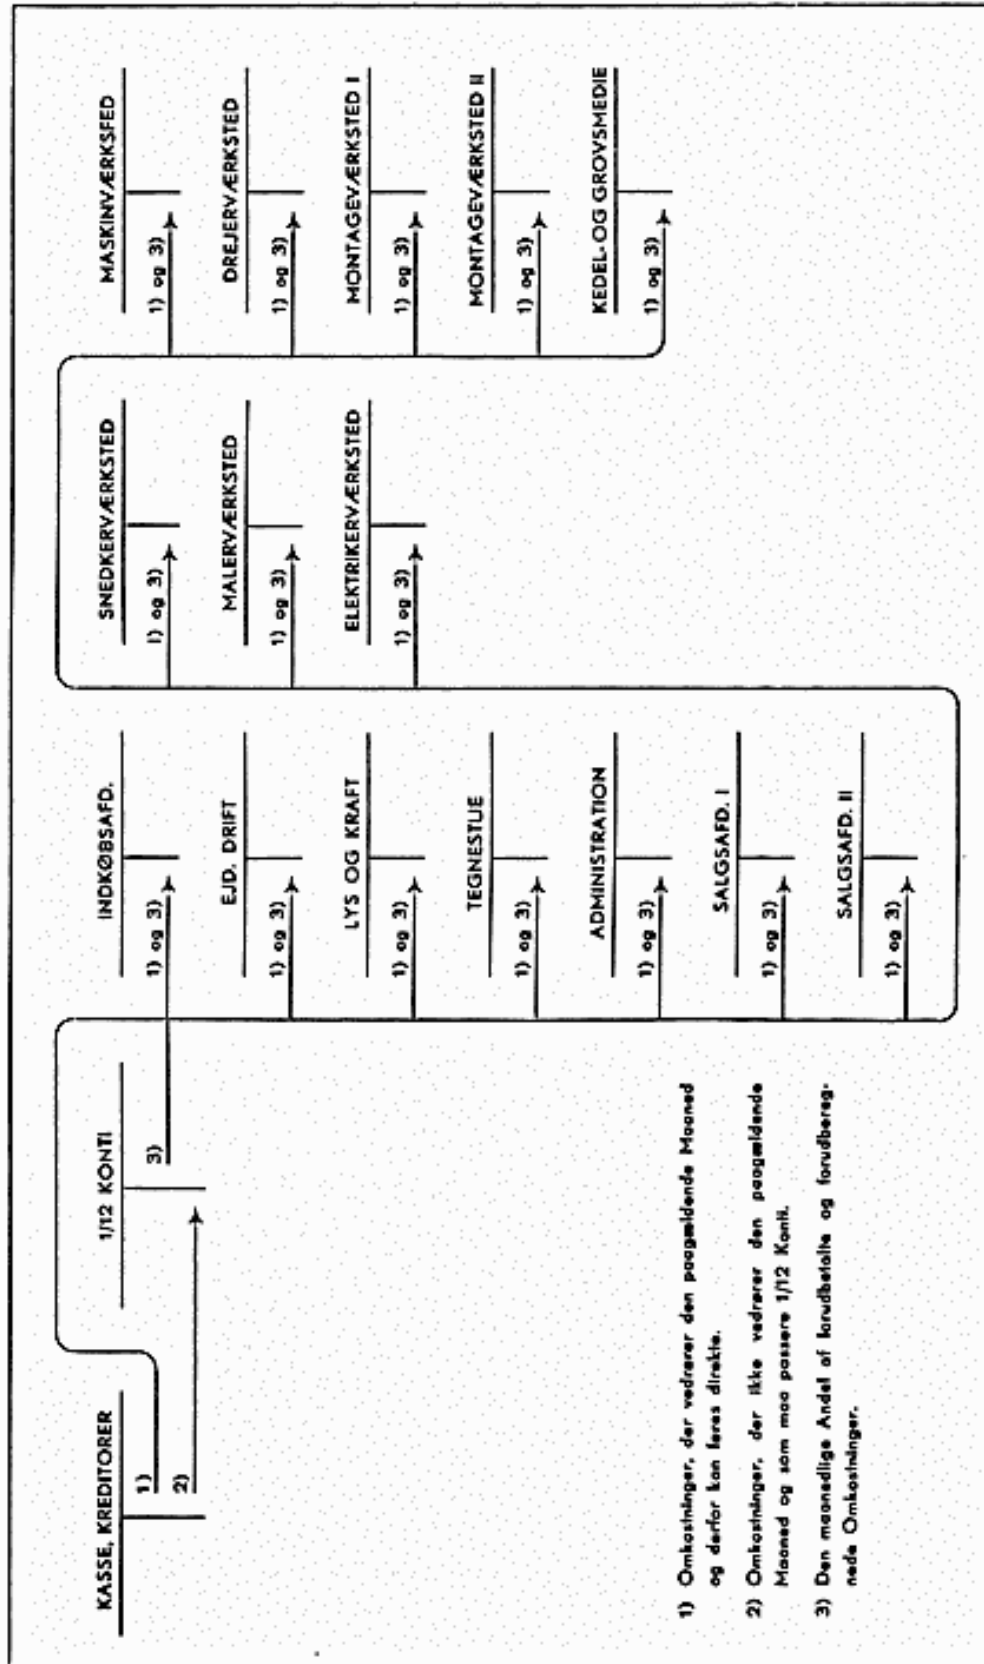 KASSE, KREDITORER
1)
2)
1/12 KONTI
3)
INDKØBSAFD.
1) og 3)
EJD. DRIFT
1) og 3)
LYS OG KRAFT
1) og 3)
TEGNESTUE
1) og 3)
ADMINISTRATION
1) og 3)
SALGSAFD. I
1) og 3)
SALGSAFD. II
1) og 3)
SNEDKERVÆRKSTED
1) og 3)
MALERVÆRKSTED
1) og 3)
ELEKTRIKERVÆRKSTED
1) og 3)
MASKINVÆRKSFED
1) og 3)
DREJERVÆRKSTED
1) og 3)
MONTAGEVÆRKSTED I
1) og 3)
MONTAGEVÆRKSTED II
1) og 3)
KEDEL- OG GROVSMEDIE
1) og 3)
1) Omkostninger, der vedrører den paagældende Maaned
og derfor kan føres direkte.
2) Omkostninger, der ikke vedrører den paagældende
Maaned og som maa passere 1/12 Konti.
3) Den maanedlige Andel af forudbetalte og forudbereg-
nede Omkostninger.